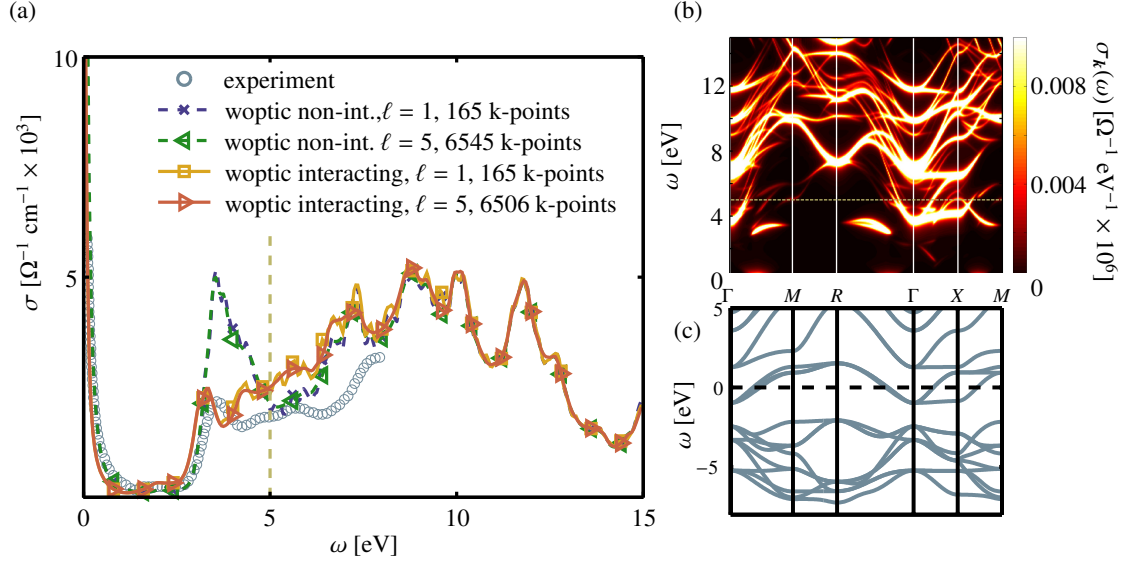 (a)
10
5
σ [Ω⁻¹ cm⁻¹ × 10³]
experiment
woptic non-int.,ℓ = 1, 165 k-points
woptic non-int. ℓ = 5, 6545 k-points
woptic interacting, ℓ = 1, 165 k-points
woptic interacting, ℓ = 5, 6506 k-points
0 5 10 15
ω [eV]
(b)
12
8
4
0
ω [eV]
0.008
0.004
0
σₖ(ω) [Ω⁻¹ eV⁻¹ × 10⁶]
Γ M R Γ X M
(c)
5
0
−5
ω [eV]